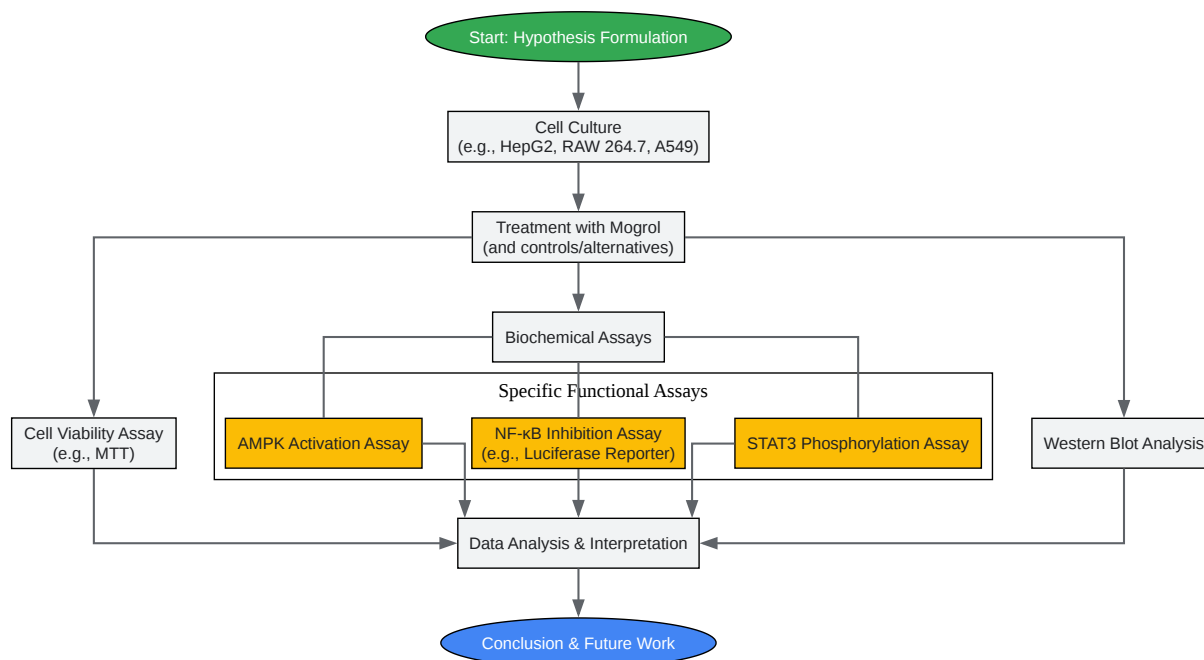 Start: Hypothesis Formulation
Cell Culture
(e.g., HepG2, RAW 264.7, A549)
Treatment with Mogrol
(and controls/alternatives)
Biochemical Assays
Specific Functional Assays
Cell Viability Assay
(e.g., MTT)
AMPK Activation Assay
NF-κB Inhibition Assay
(e.g., Luciferase Reporter)
STAT3 Phosphorylation Assay
Western Blot Analysis
Data Analysis & Interpretation
Conclusion & Future Work